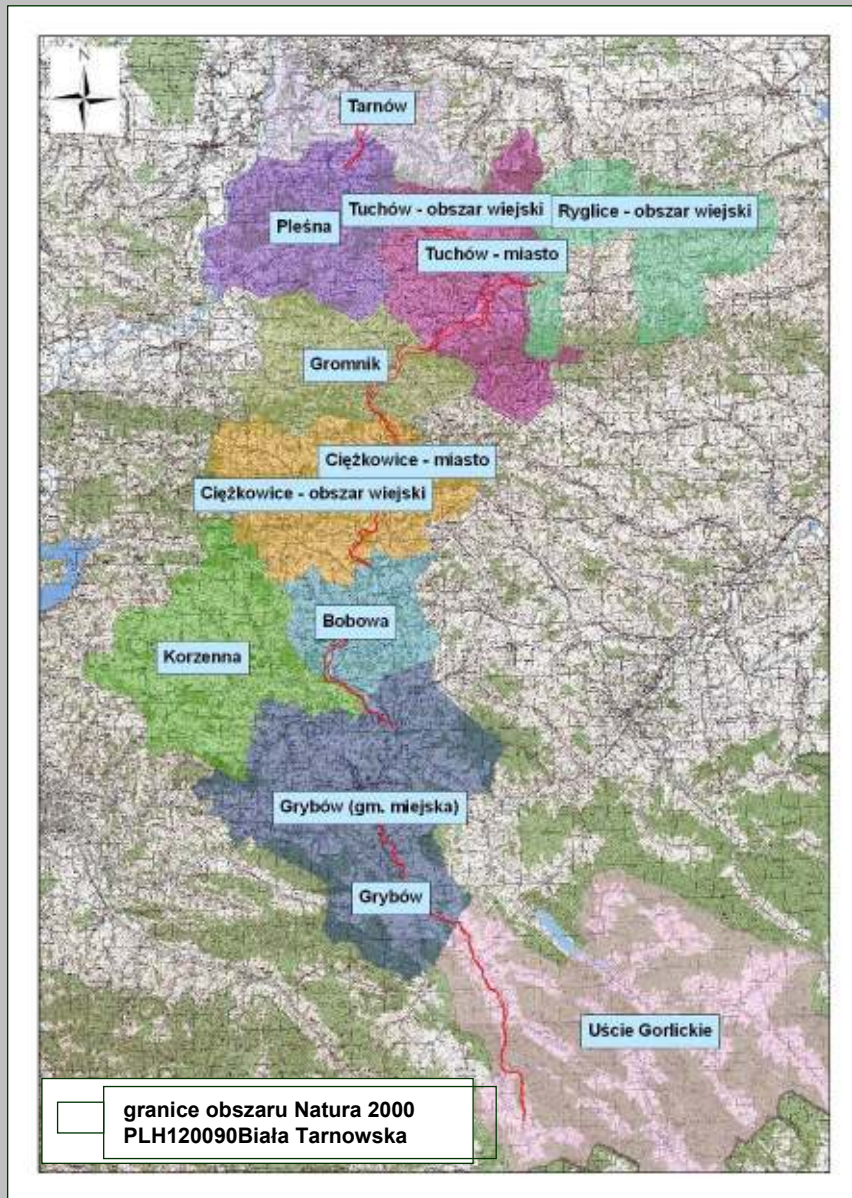 N
Tarnów
Tuchów - obszar wiejski
Ryglice - obszar wiejski
Pleśna
Tuchów - miasto
Gromnik
Ciężkowice - miasto
Ciężkowice - obszar wiejski
Bobowa
Korzenna
Grybów (gm. miejska)
Grybów
Uście Gorlickie
granice obszaru Natura 2000
PLH120090Biała Tarnowska